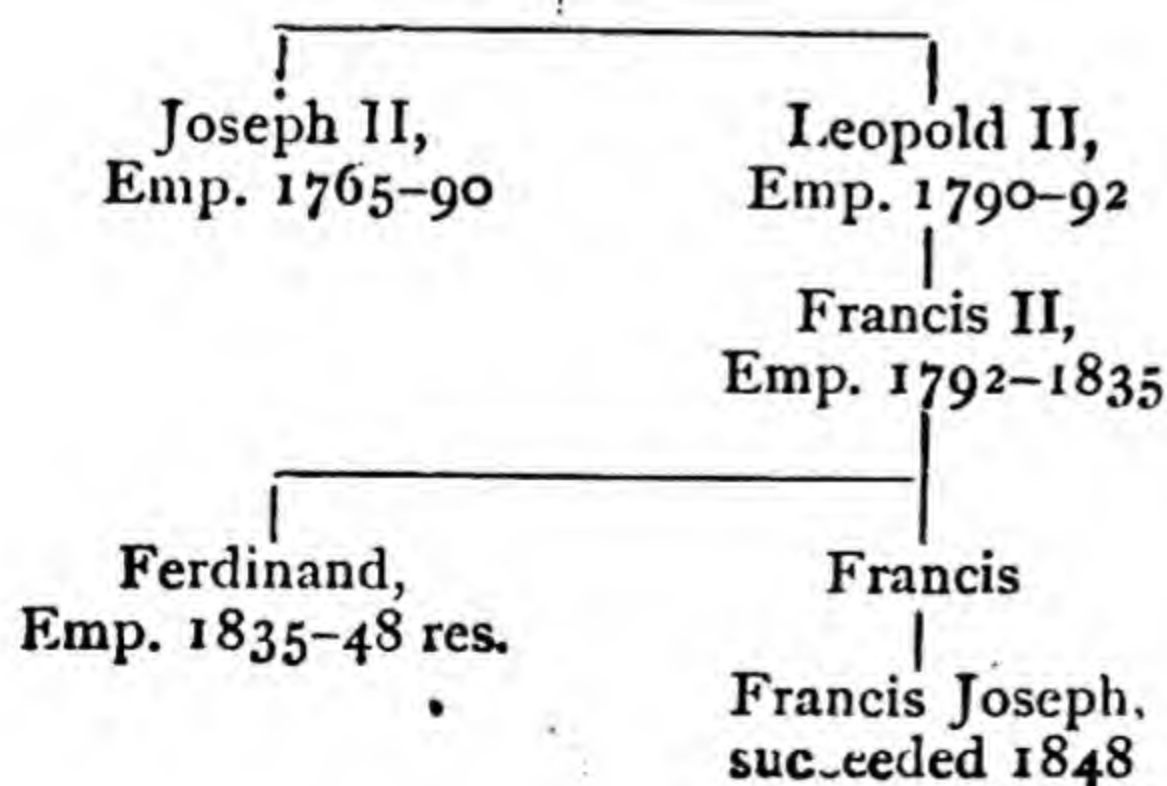 Joseph II,
Emp. 1765–90
Leopold II,
Emp. 1790–92
Francis II,
Emp. 1792–1835
Ferdinand,
Emp. 1835–48 res.
Francis
Francis Joseph,
succeeded 1848